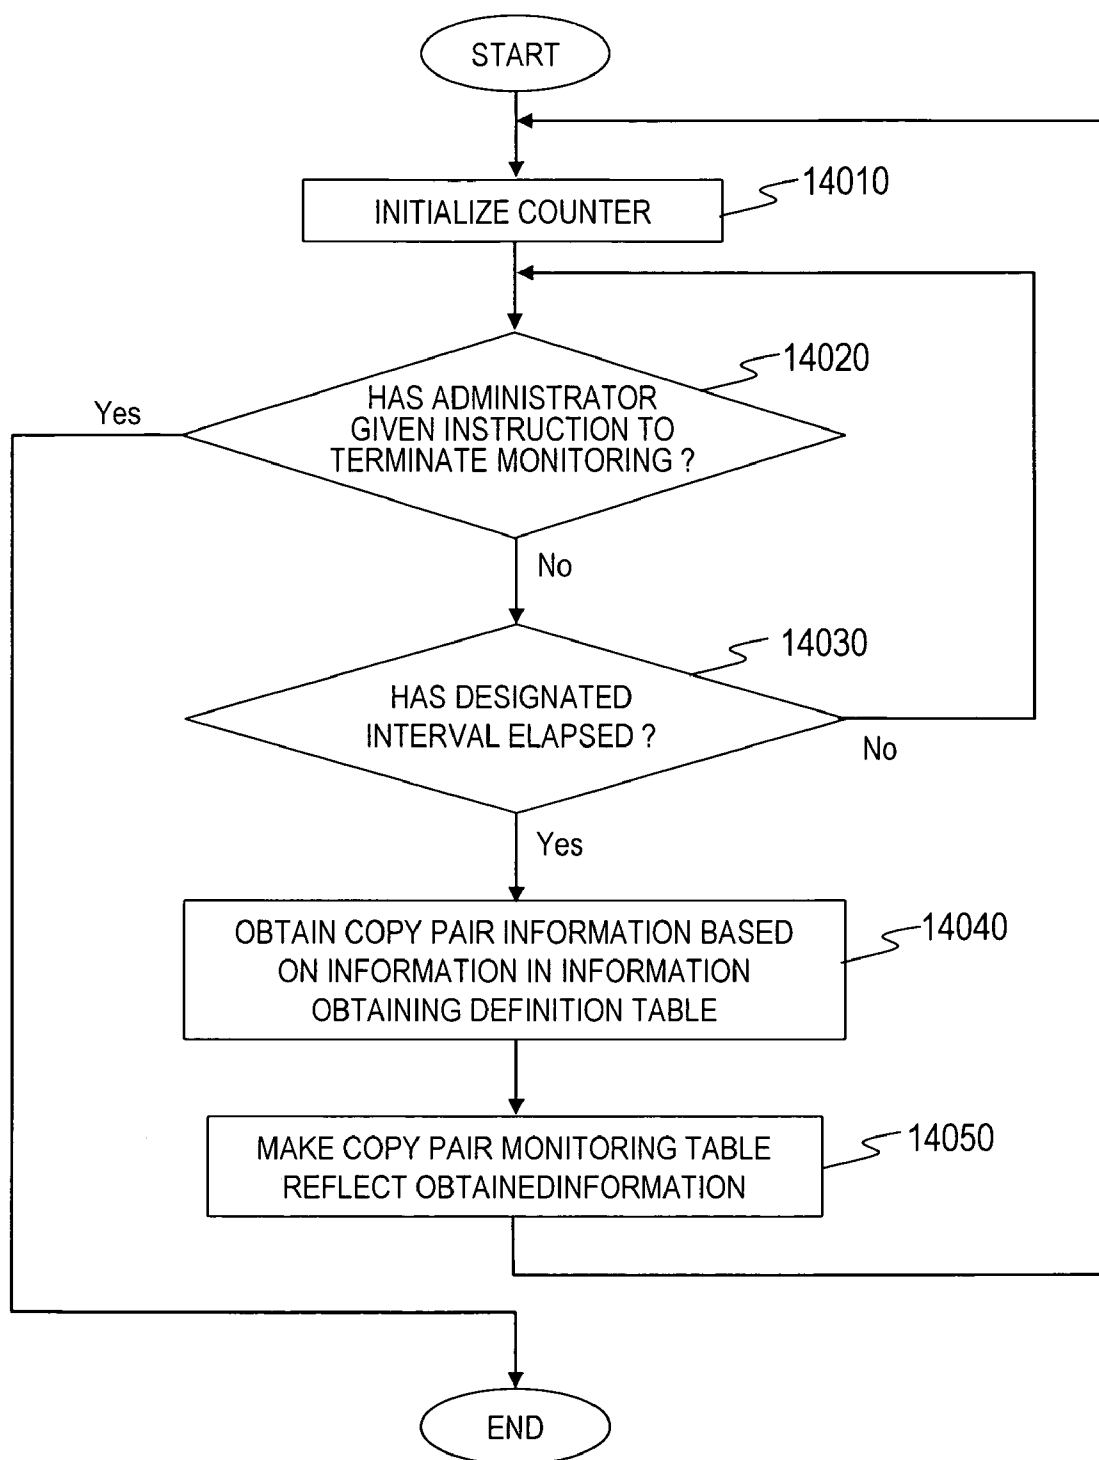 START
INITIALIZE COUNTER
14010
14020
HAS ADMINISTRATOR
GIVEN INSTRUCTION TO
TERMINATE MONITORING ?
Yes
No
14030
HAS DESIGNATED
INTERVAL ELAPSED ?
No
Yes
OBTAIN COPY PAIR INFORMATION BASED
ON INFORMATION IN INFORMATION
OBTAINING DEFINITION TABLE
14040
MAKE COPY PAIR MONITORING TABLE
REFLECT OBTAINEDINFORMATION
14050
END